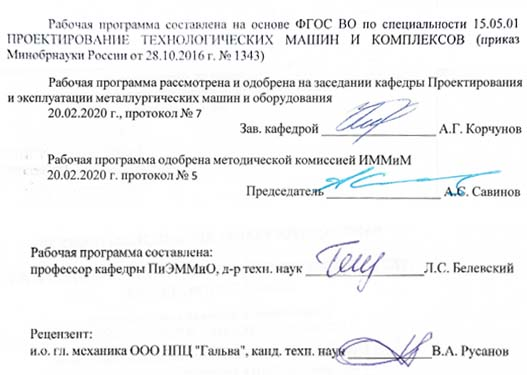 Рабочая программа составлена на основе ФГОС ВО по специальности 15.05.01
ПРОЕКТИРОВАНИЕ ТЕХНОЛОГИЧЕСКИХ МАШИН И КОМПЛЕКСОВ (приказ
Минобрнауки России от 28.10.2016 г. № 1343)
Рабочая программа рассмотрена и одобрена на заседании кафедры Проектирования
и эксплуатации металлургических машин и оборудования
20.02.2020 г., протокол № 7
Зав. кафедрой ______________ А.Г. Корчунов
Рабочая программа одобрена методической комиссией ИММиМ
20.02.2020 г. протокол № 5
Председатель ______________ А.С. Савинов
Рабочая программа составлена:
профессор кафедры ПиЭММиО, д-р техн. наук ______________ Л.С. Белевский
Рецензент:
и.о. гл. механика ООО НПЦ "Гальва", канд. техн. наук ______________ В.А. Русанов